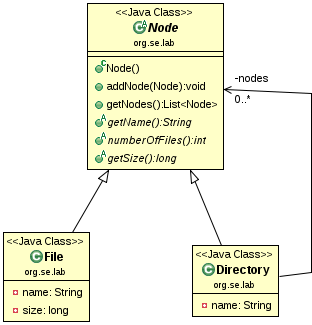 <<Java Class>>
Node
org.se.lab
Node()
addNode(Node):void
getNodes():List<Node>
getName():String
numberOfFiles():int
getSize():long
-nodes
0..*
<<Java Class>>
File
org.se.lab
name: String
size: long
<<Java Class>>
Directory
org.se.lab
name: String